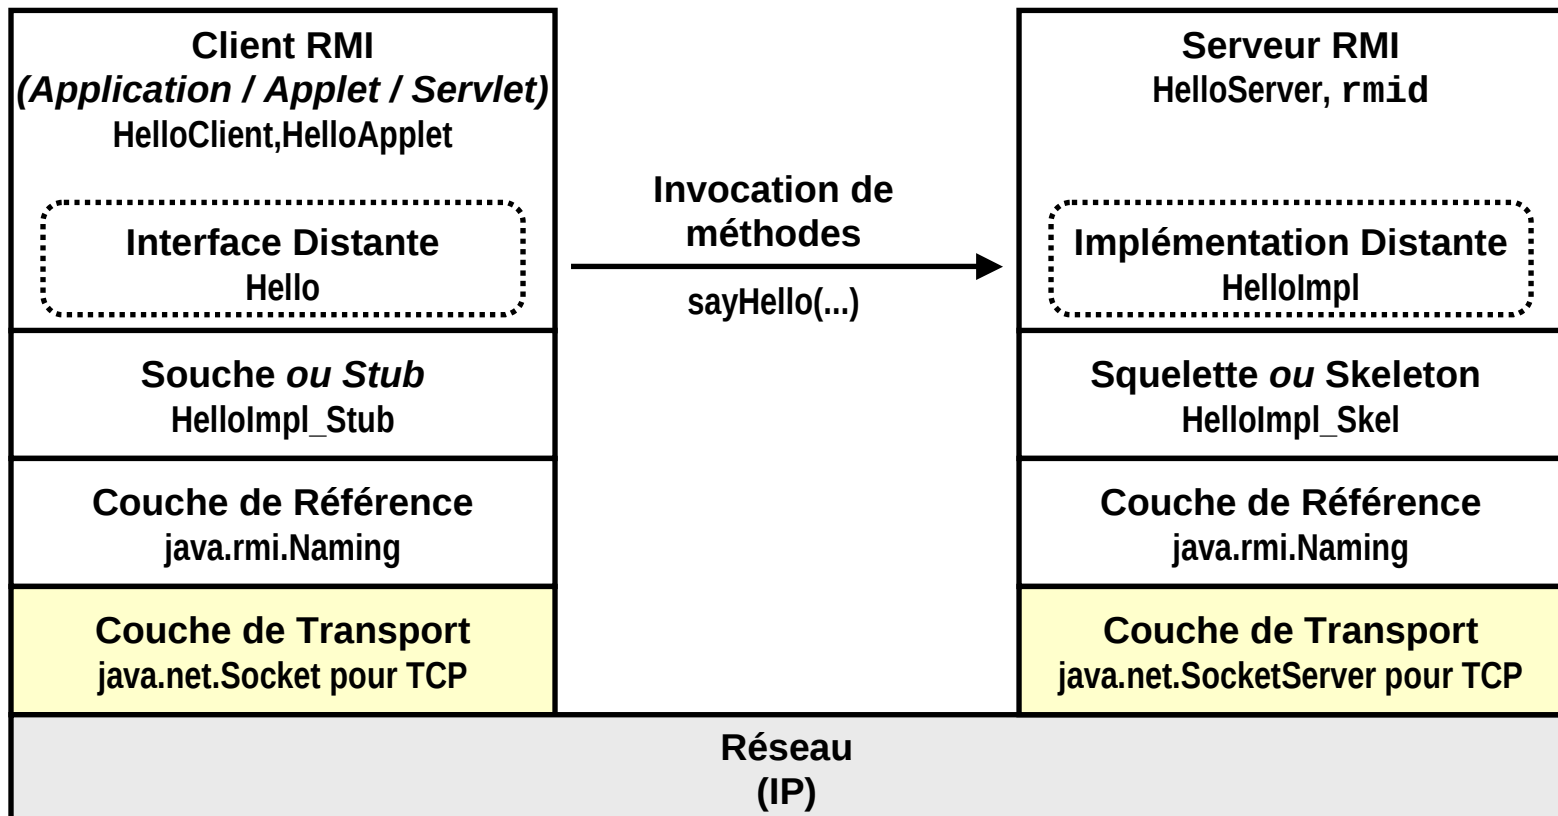 Client RMI
(Application / Applet / Servlet)
HelloClient,HelloApplet
Interface Distante
Hello
Souche ou Stub
HelloImpl_Stub
Couche de Référence
java.rmi.Naming
Couche de Transport
java.net.Socket pour TCP
Invocation de
méthodes
sayHello(...)
Serveur RMI
HelloServer, rmid
Implémentation Distante
HelloImpl
Squelette ou Skeleton
HelloImpl_Skel
Couche de Référence
java.rmi.Naming
Couche de Transport
java.net.SocketServer pour TCP
Réseau
(IP)